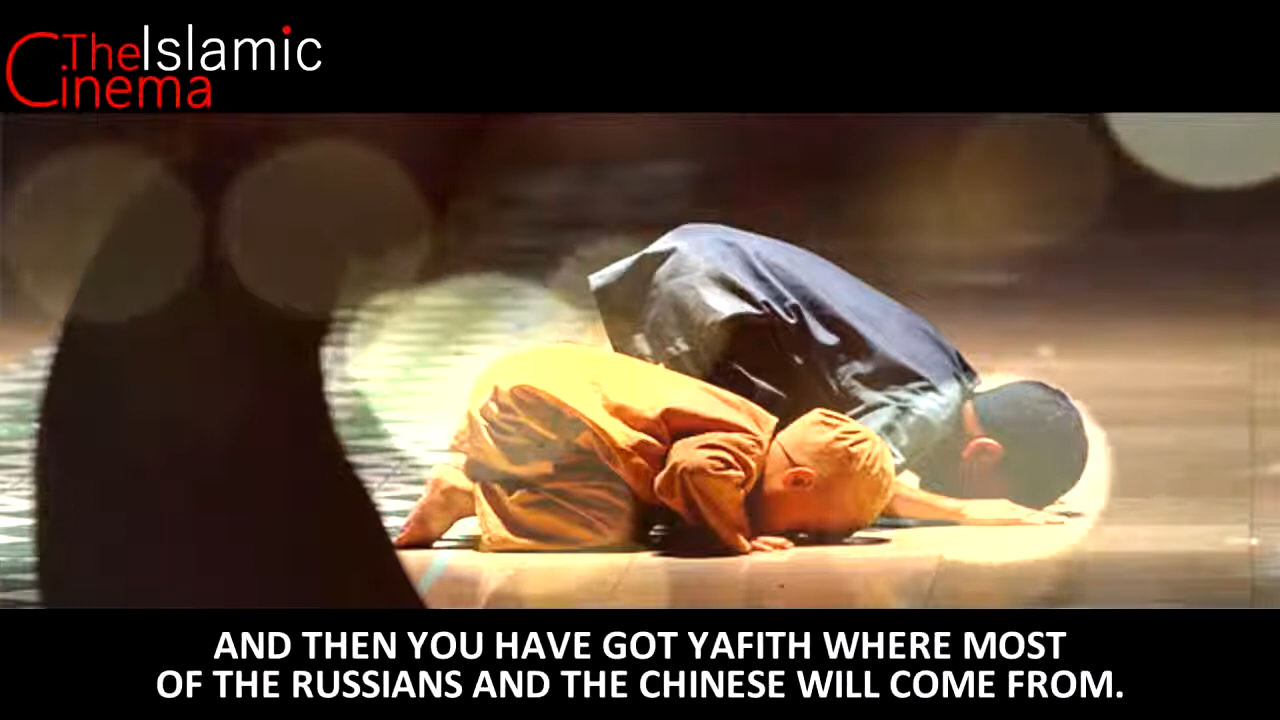 TheIslamic
Cinema
AND THEN YOU HAVE GOT YAFITH WHERE MOST
OF THE RUSSIANS AND THE CHINESE WILL COME FROM.